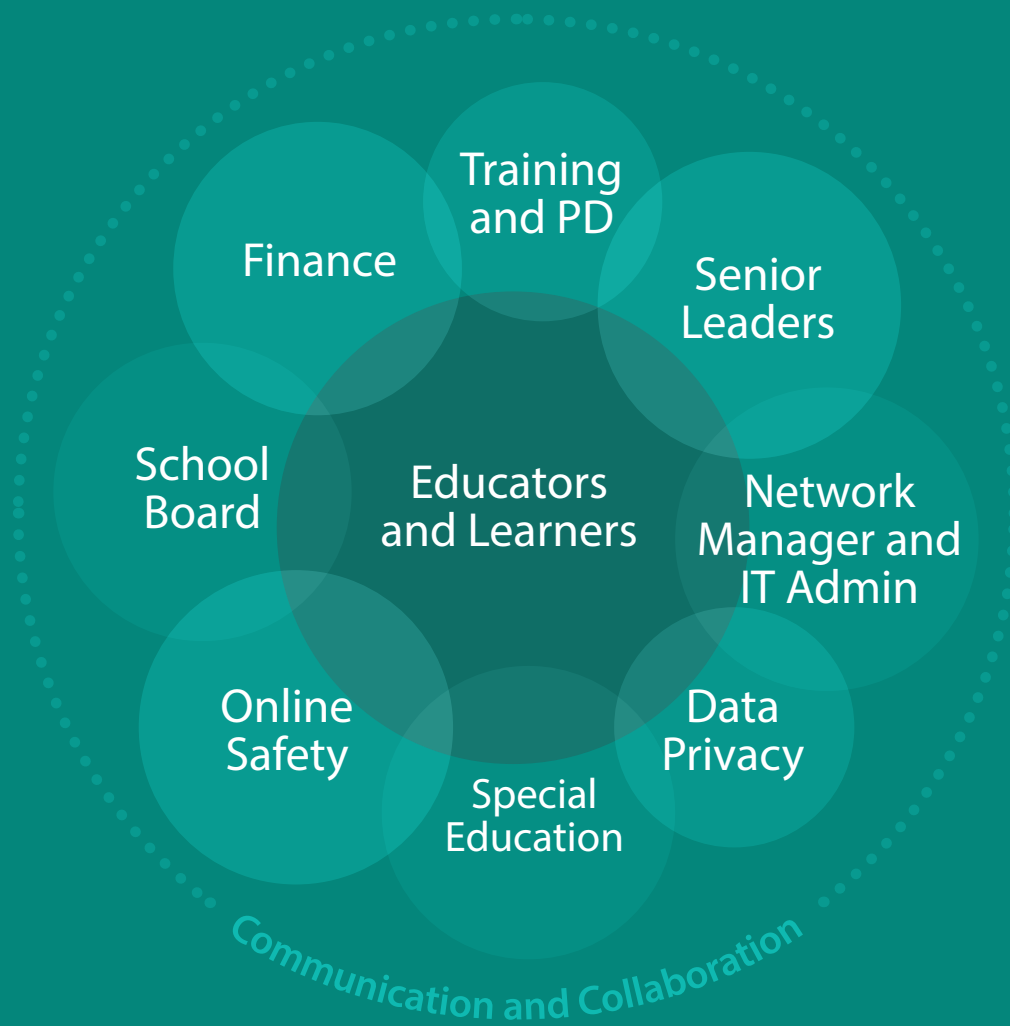 Training
and PD
Finance
Senior
Leaders
School
Board
Educators
and Learners
Network
Manager and
IT Admin
Online
Safety
Data
Privacy
Special
Education
Communication and Collaboration